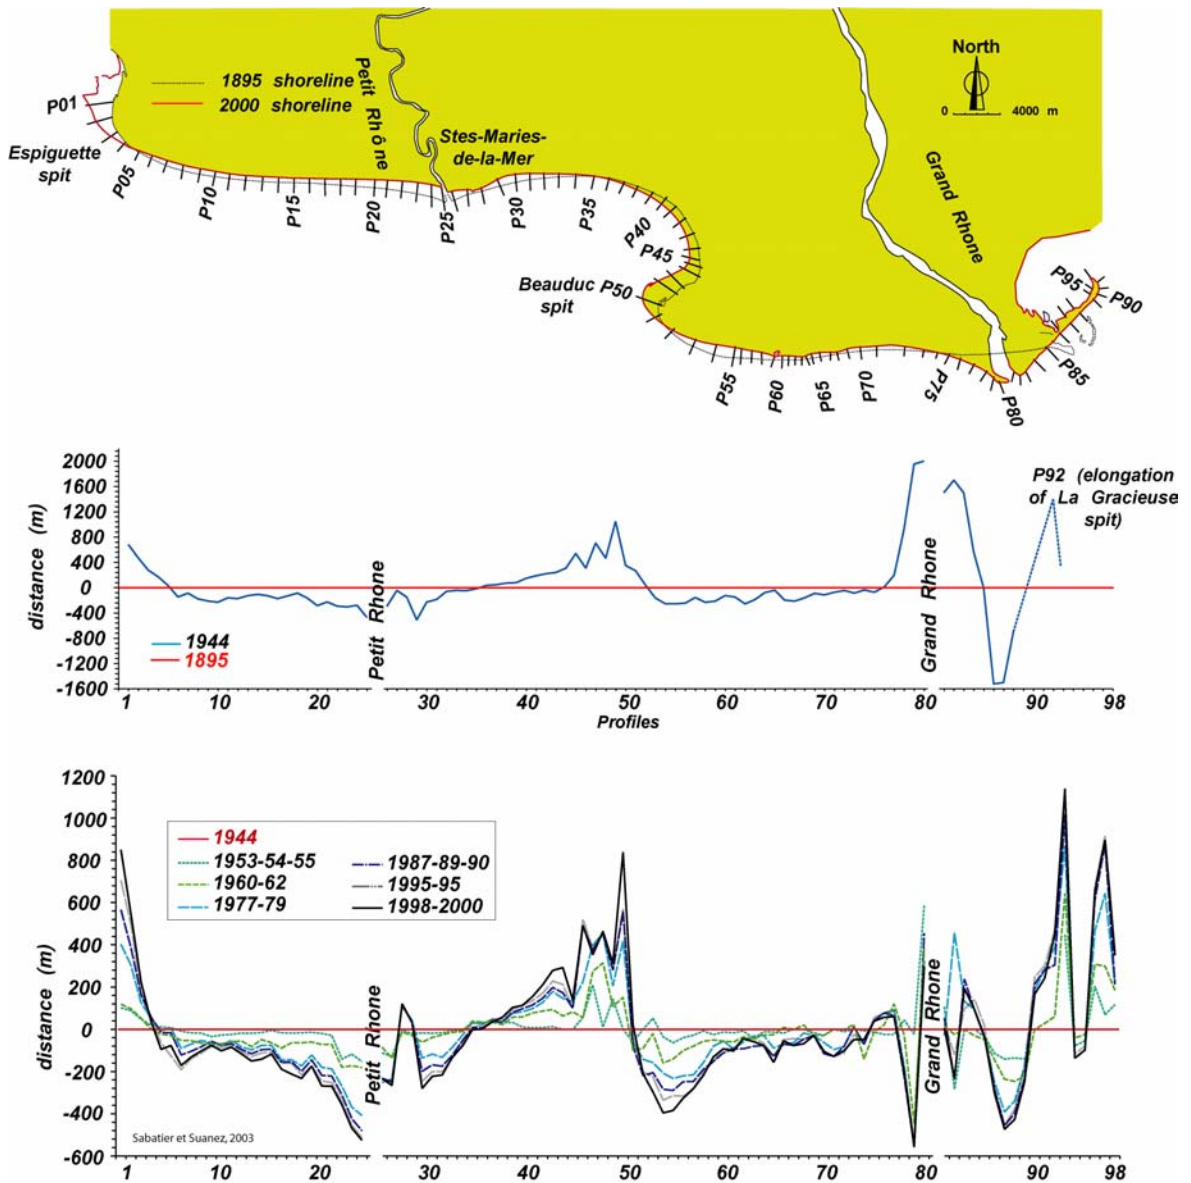 North
0 4000 m
1895 shoreline
2000 shoreline
P01
Espiguette
spit
Petit Rhône
Stes-Maries-
de-la-Mer
Grand Rhone
P05
P10
P15
P20
P25
P30
P35
P40
P45
Beauduc
spit
P50
P55
P60
P65
P70
P75
P80
P85
P90
P95
distance (m)
2000
1600
1200
800
400
0
-400
-800
-1200
-1600
1944
1895
Petit Rhone
Grand Rhone
P92 (elongation
of La Gracieuse
spit)
1 20 30 40 50 60 70 80 90 98
Profiles
distance (m)
1200
1000
800
600
400
200
0
-200
-400
-600
1944
1953-54-55
1960-62
1977-79
1987-89-90
1995-95
1998-2000
Petit Rhone
Grand Rhone
Sabatier et Suanez, 2003
1 20 30 40 50 60 70 80 90 98